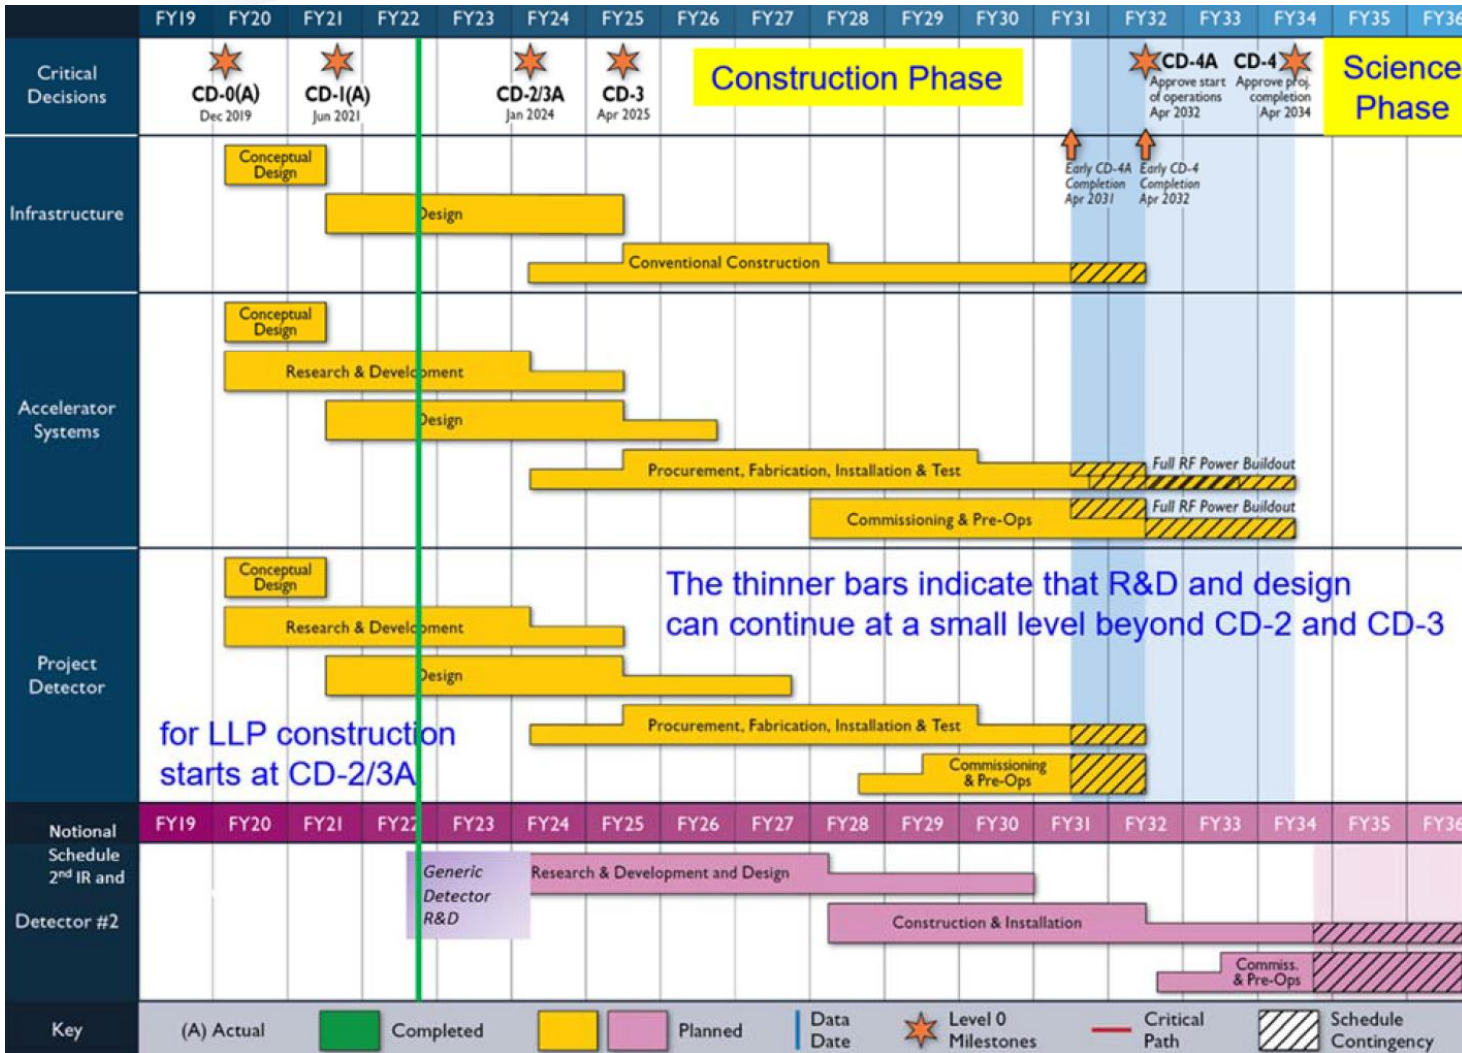 FY19 FY20 FY21 FY22 FY23 FY24 FY25 FY26 FY27 FY28 FY29 FY30 FY31 FY32 FY33 FY34 FY35 FY36
Critical
Decisions
CD-0(A)
Dec 2019
CD-1(A)
Jun 2021
CD-2/3A
Jan 2024
CD-3
Apr 2025
Construction Phase
CD-4A
Approve start
of operations
Apr 2032
CD-4
Approve proj.
completion
Apr 2034
Science
Phase
Early CD-4A
Completion
Apr 2031
Early CD-4
Completion
Apr 2032
Infrastructure
Conceptual
Design
Design
Conventional Construction
Accelerator
Systems
Conceptual
Design
Research & Development
Design
Procurement, Fabrication, Installation & Test
Full RF Power Buildout
Commissioning & Pre-Ops
Full RF Power Buildout
Project
Detector
Conceptual
Design
The thinner bars indicate that R&D and design
can continue at a small level beyond CD-2 and CD-3
Research & Development
Design
for LLP construction
starts at CD-2/3A
Procurement, Fabrication, Installation & Test
Commissioning
& Pre-Ops
FY19 FY20 FY21 FY22 FY23 FY24 FY25 FY26 FY27 FY28 FY29 FY30 FY31 FY32 FY33 FY34 FY35 FY36
Notional
Schedule
2nd IR and
Detector #2
Generic
Detector
R&D
Research & Development and Design
Construction & Installation
Commiss.
& Pre-Ops
Key
(A) Actual
Completed
Planned
Data
Date
Level 0
Milestones
Critical
Path
Schedule
Contingency